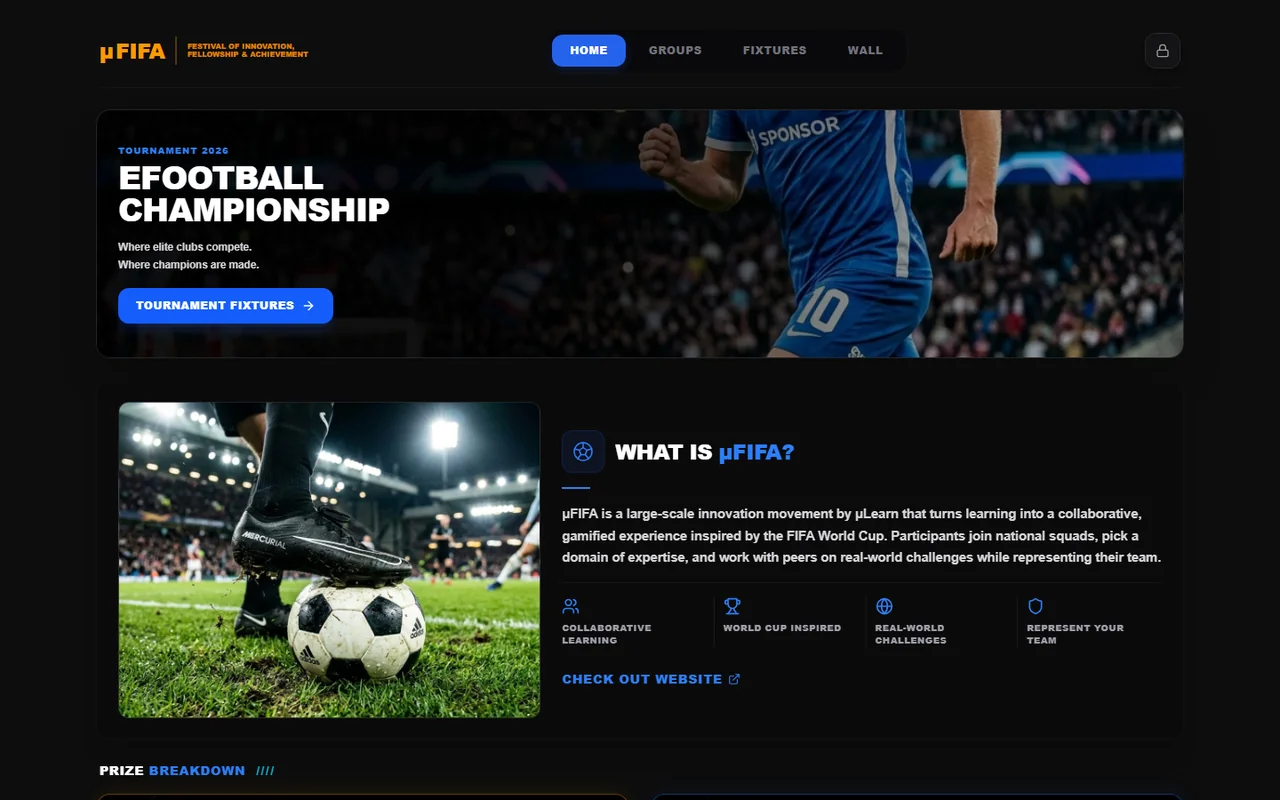 µFIFA
FESTIVAL OF INNOVATION,
FELLOWSHIP & ACHIEVEMENT
HOME GROUPS FIXTURES WALL
TOURNAMENT 2026
EFOOTBALL
CHAMPIONSHIP
Where elite clubs compete.
Where champions are made.
TOURNAMENT FIXTURES
SPONSOR
10
MERCURIAL
adidas
adidas
WHAT IS µFIFA?
µFIFA is a large-scale innovation movement by µLearn that turns learning into a collaborative,
gamified experience inspired by the FIFA World Cup. Participants join national squads, pick a
domain of expertise, and work with peers on real-world challenges while representing their team.
COLLABORATIVE
LEARNING
WORLD CUP INSPIRED
REAL-WORLD
CHALLENGES
REPRESENT YOUR
TEAM
CHECK OUT WEBSITE
PRIZE BREAKDOWN ////